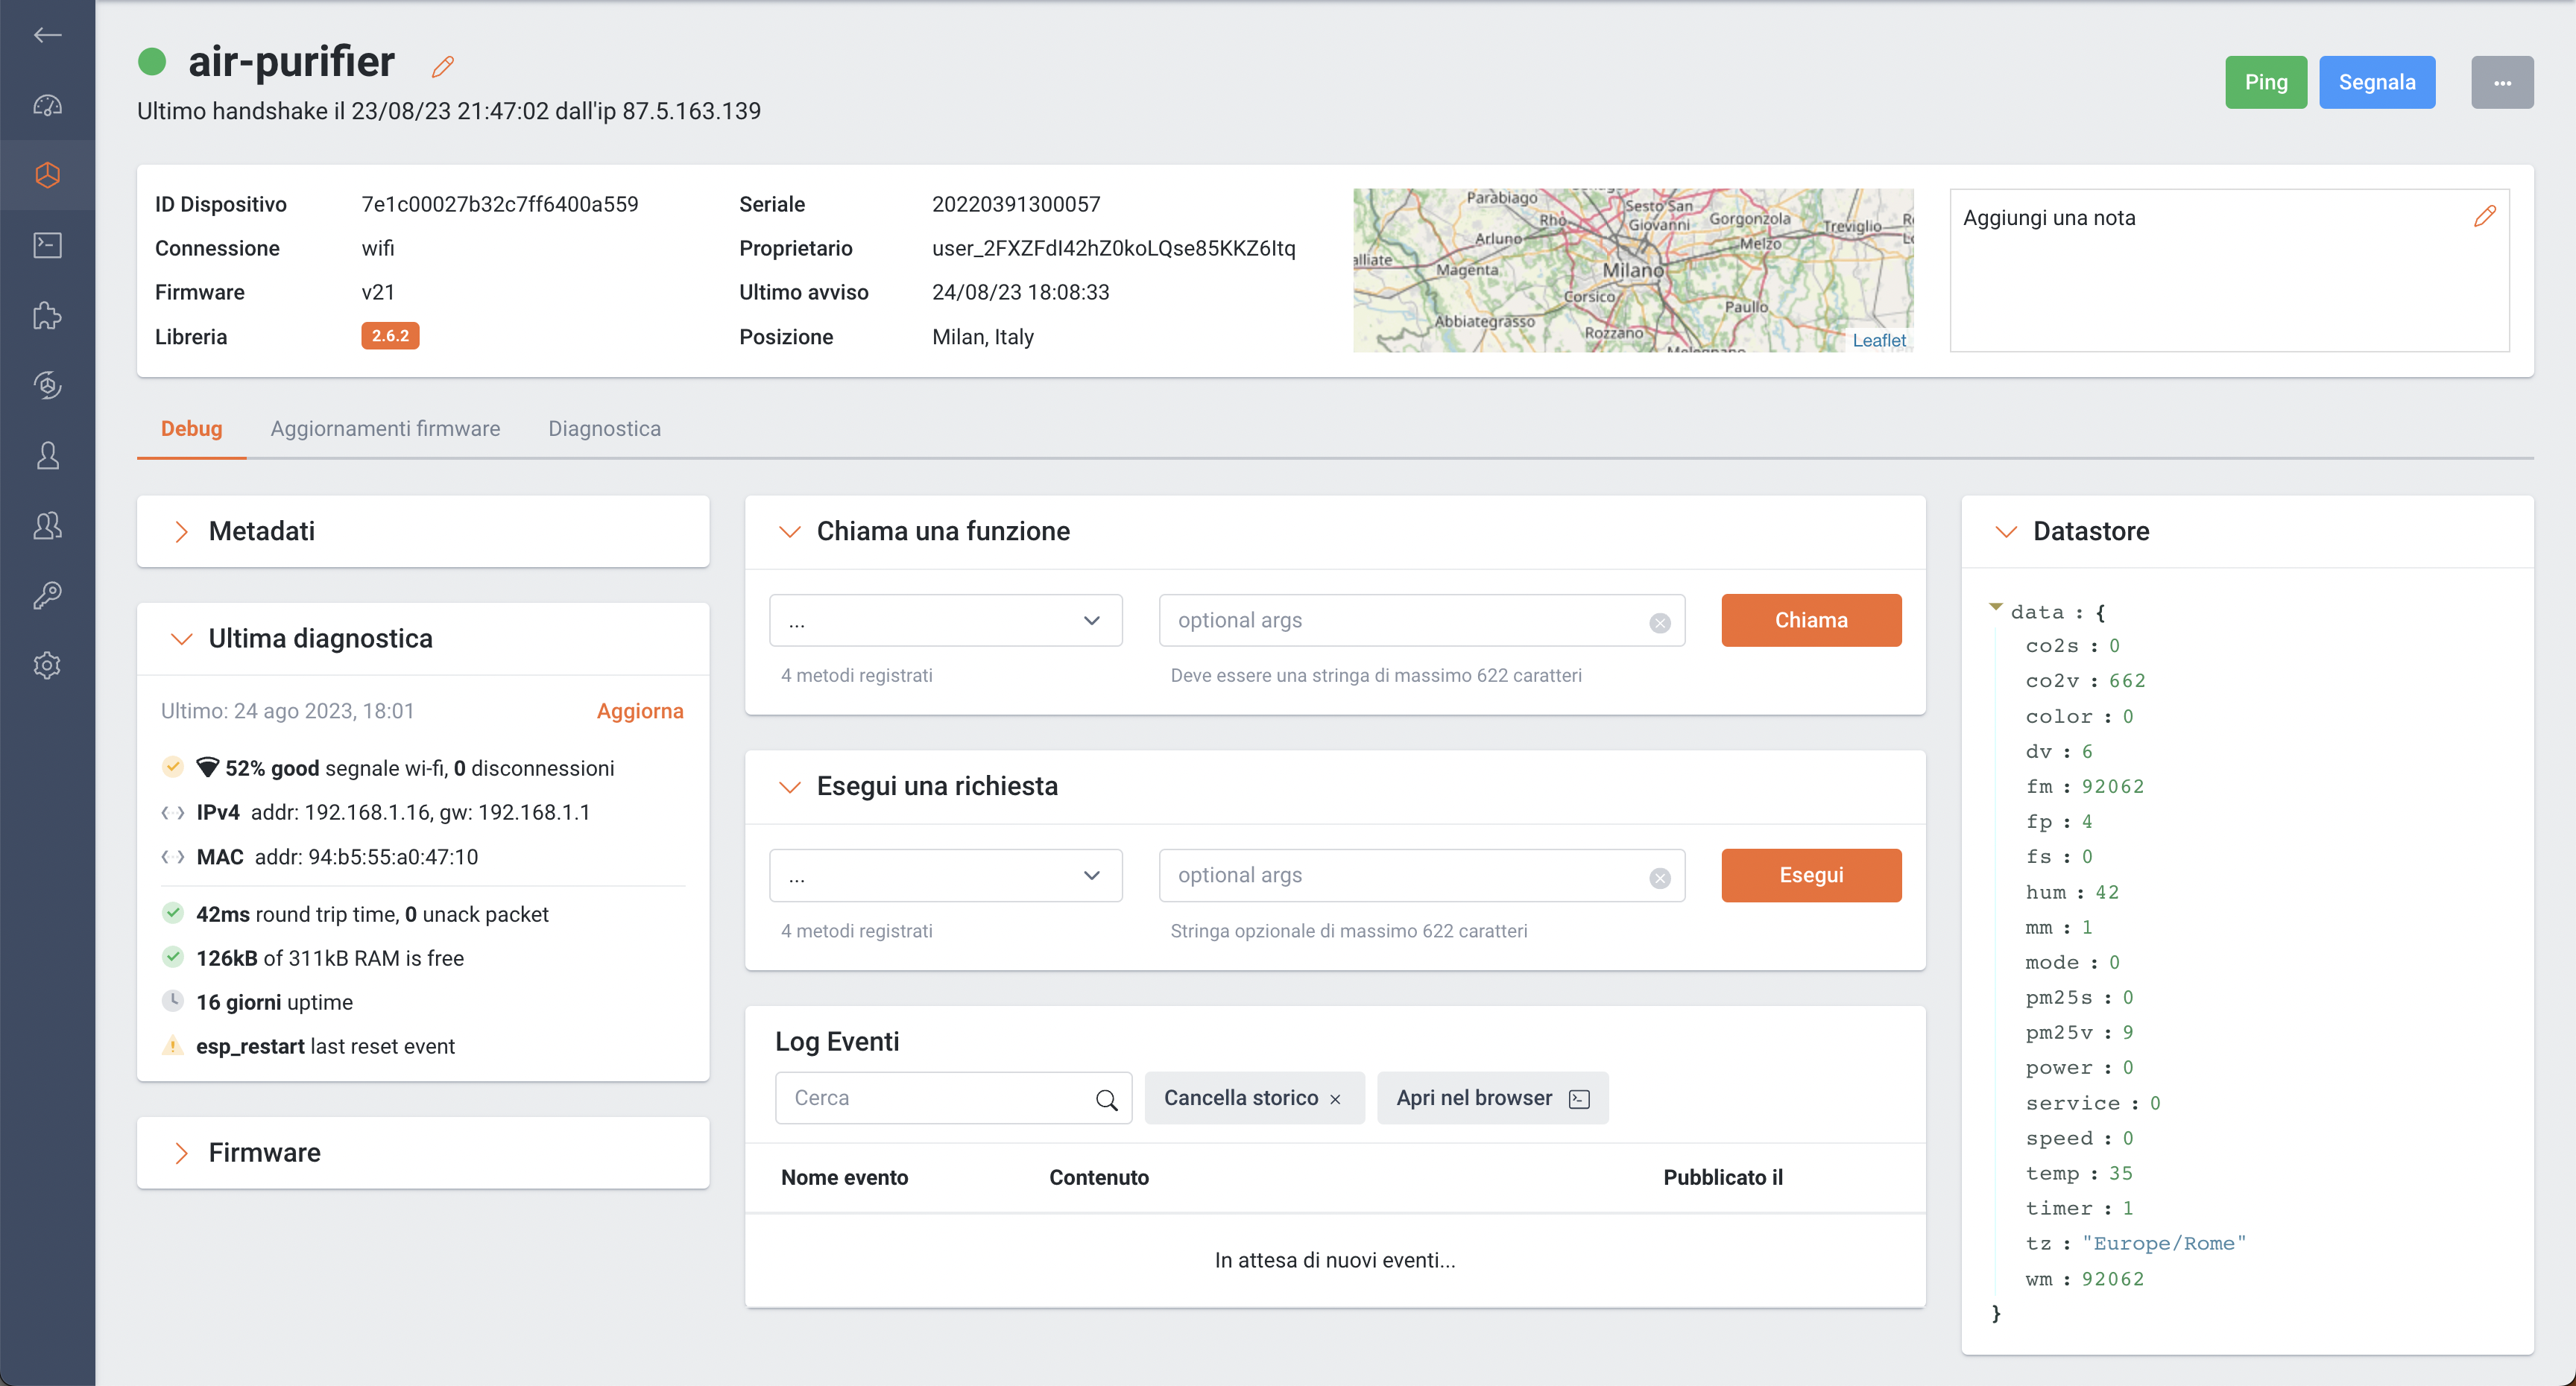 air-purifier
Ultimo handshake il 23/08/23 21:47:02 dall'ip 87.5.163.139
Ping
Segnala
...
ID Dispositivo 7e1c00027b32c7ff6400a559
Connessione wifi
Firmware v21
Libreria 2.6.2
Seriale 20220391300057
Proprietario user_2FXZFdI42hZ0koLQse85KKZ6Itq
Ultimo avviso 24/08/23 18:08:33
Posizione Milan, Italy
Parabiago
Sesto San
Giovanni
Rho
Gorgonzola
Treviglio
Arluno
Melzo
alliate
Magenta
Milano
Corsico
Paullo
Abbiategrasso
Rozzano
Leaflet
Aggiungi una nota
Debug
Aggiornamenti firmware
Diagnostica
Metadati
Ultima diagnostica
Ultimo: 24 ago 2023, 18:01 Aggiorna
52% good segnale wi-fi, 0 disconnessioni
IPv4 addr: 192.168.1.16, gw: 192.168.1.1
MAC addr: 94:b5:55:a0:47:10
42ms round trip time, 0 unack packet
126kB of 311kB RAM is free
16 giorni uptime
esp_restart last reset event
Firmware
Chiama una funzione
...
optional args
Chiama
4 metodi registrati
Deve essere una stringa di massimo 622 caratteri
Esegui una richiesta
...
optional args
Esegui
4 metodi registrati
Stringa opzionale di massimo 622 caratteri
Log Eventi
Cerca
Cancella storico ×
Apri nel browser
Nome evento Contenuto Pubblicato il
In attesa di nuovi eventi...
Datastore
data : {
co2s : 0
co2v : 662
color : 0
dv : 6
fm : 92062
fp : 4
fs : 0
hum : 42
mm : 1
mode : 0
pm25s : 0
pm25v : 9
power : 0
service : 0
speed : 0
temp : 35
timer : 1
tz : "Europe/Rome"
wm : 92062
}